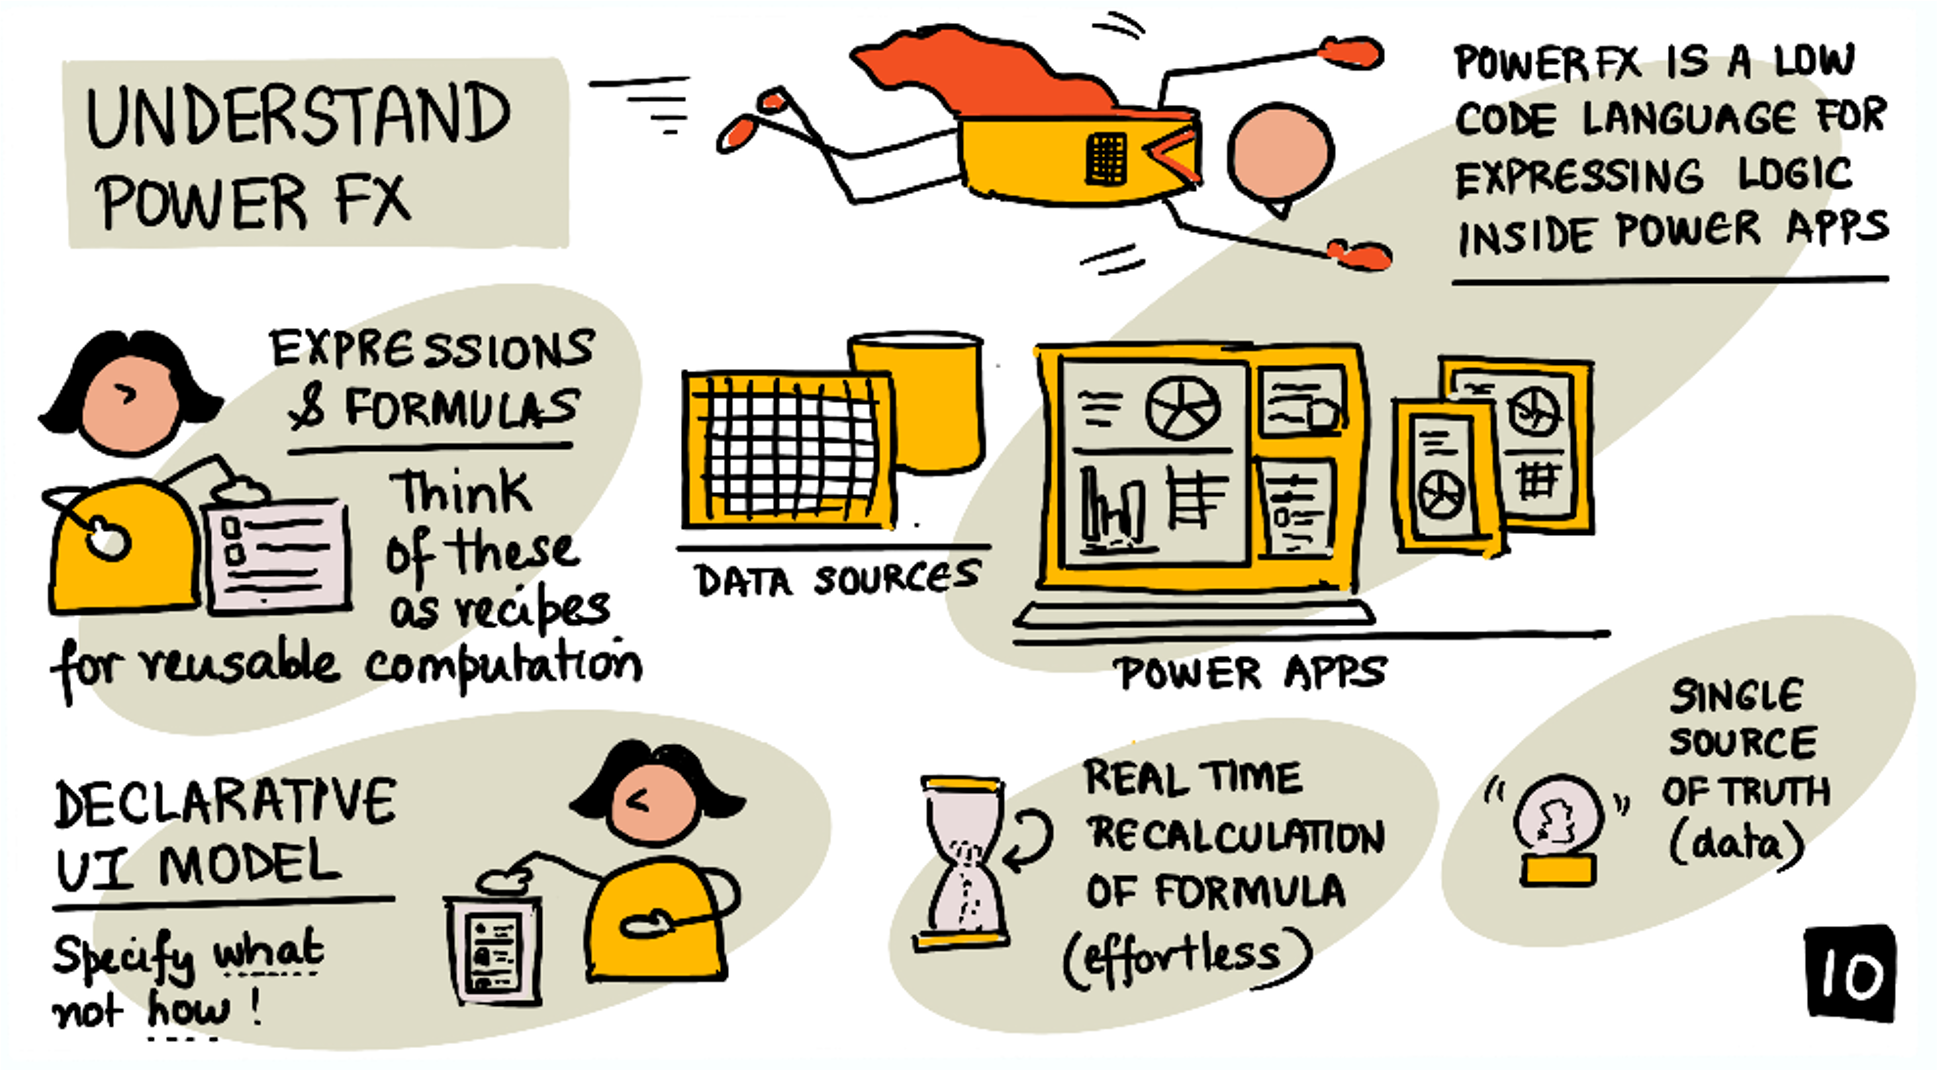 UNDERSTAND
POWER FX
POWERFX IS A LOW
CODE LANGUAGE FOR
EXPRESSING LOGIC
INSIDE POWER APPS
EXPRESSIONS
& FORMULAS
Think
of these
as recipes
for reusable computation
DATA SOURCES
POWER APPS
DECLARATIVE
UI MODEL
Specify what
not how!
REAL TIME
RECALCULATION
OF FORMULA
(effortless)
SINGLE
SOURCE
OF TRUTH
(data)
10